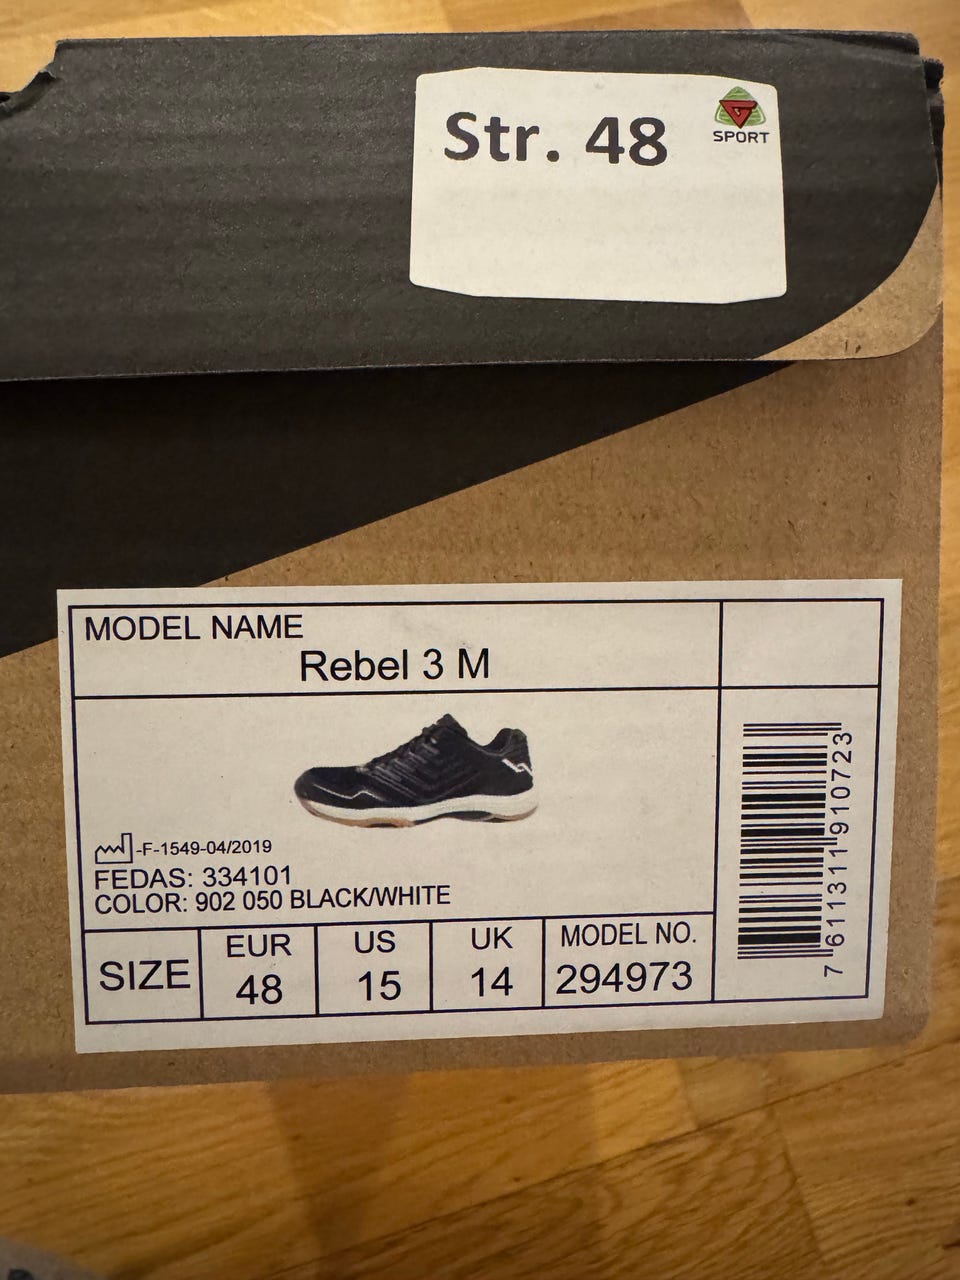 Str. 48
SPORT
MODEL NAME
Rebel 3 M
-F-1549-04/2019
FEDAS: 334101
COLOR: 902 050 BLACK/WHITE
SIZE
EUR
48
US
15
UK
14
MODEL NO.
294973
7 611311 910723